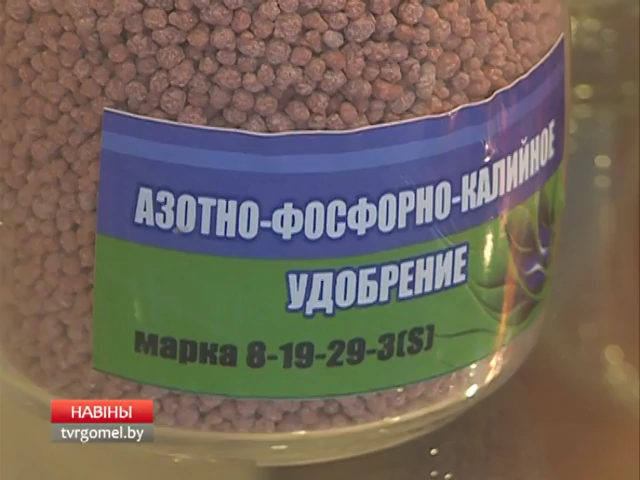 АЗОТНО-ФОСФОРНО-КАЛИЙНОЕ
УДОБРЕНИЕ
марка 8-19-29-3(S)
НАВІНЫ
tvrgomel.by